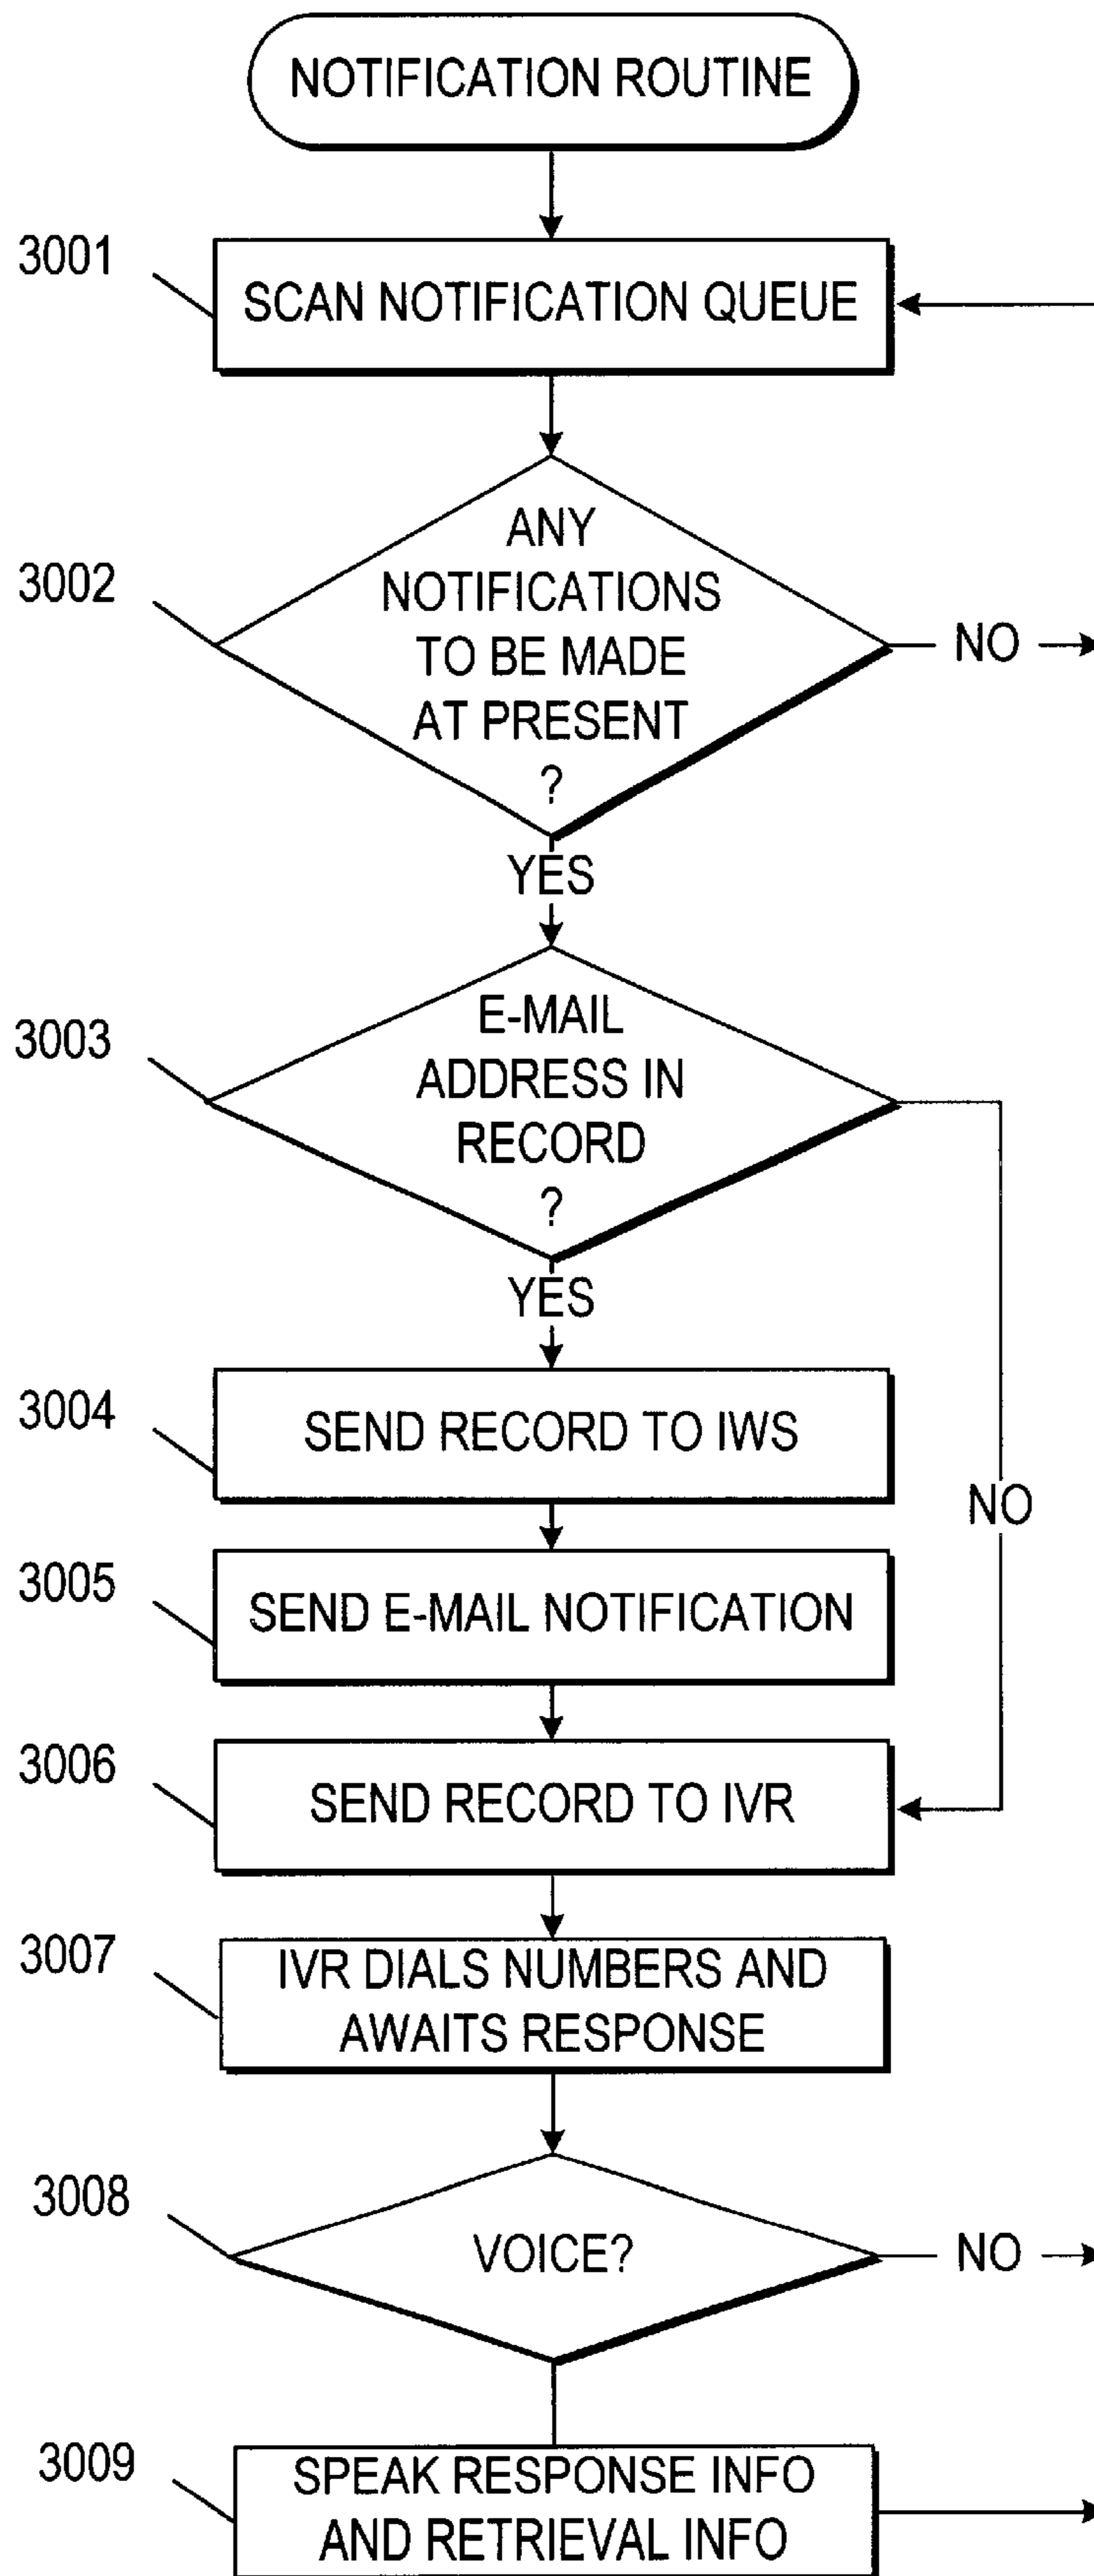 NOTIFICATION ROUTINE
3001
SCAN NOTIFICATION QUEUE
3002
ANY
NOTIFICATIONS
TO BE MADE
AT PRESENT
?
NO
YES
3003
E-MAIL
ADDRESS IN
RECORD
?
YES
3004
SEND RECORD TO IWS
NO
3005
SEND E-MAIL NOTIFICATION
3006
SEND RECORD TO IVR
3007
IVR DIALS NUMBERS AND
AWAITS RESPONSE
3008
VOICE?
NO
3009
SPEAK RESPONSE INFO
AND RETRIEVAL INFO